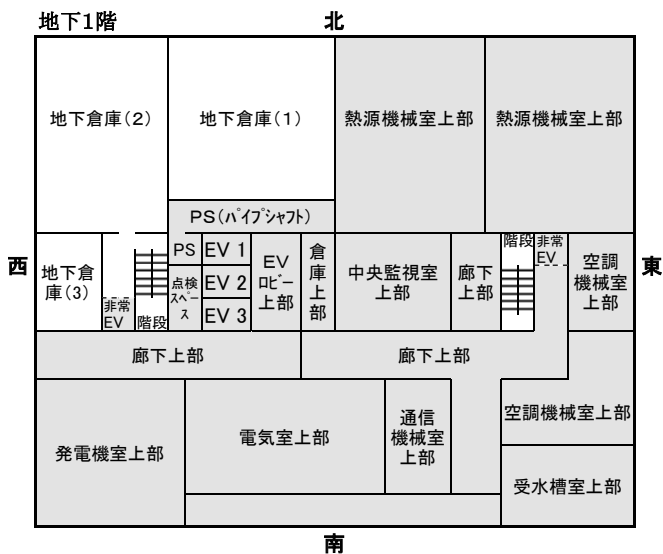 地下1階
北
地下倉庫(2)
地下倉庫(1)
熱源機械室上部
熱源機械室上部
PS(パイプシャフト)
西
地下倉
庫(3)
非常
EV
階段
PS
点検
スペー
ス
EV 1
EV 2
EV 3
EV
ロビー
上部
倉
庫
上
部
中央監視室
上部
廊下
上部
階段
非常
EV
空調
機械室
上部
東
廊下上部
廊下上部
発電機室上部
電気室上部
通信
機械室
上部
空調機械室上部
受水槽室上部
南